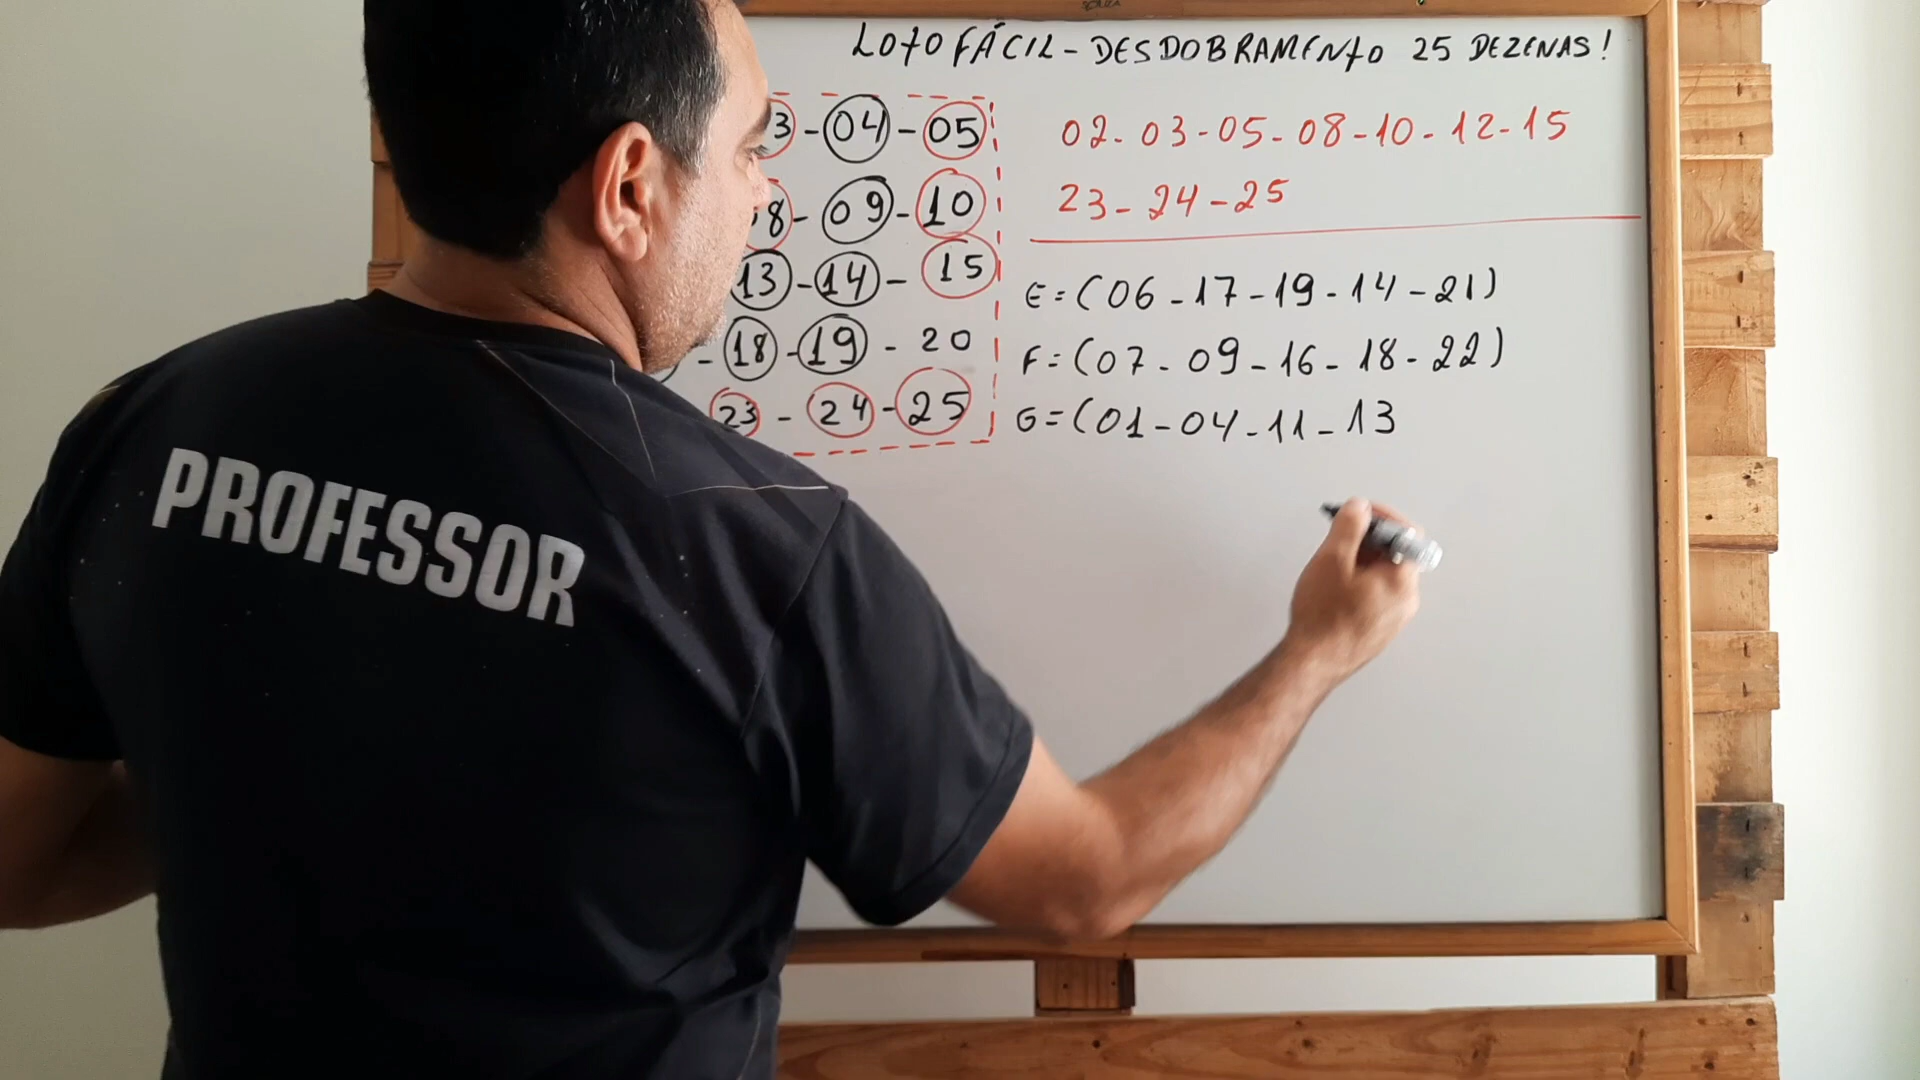 LOTOFÁCIL - DESDOBRAMENTO 25 DEZENAS!
3 - 04 - 05
8 - 09 - 10
13 - 14 - 15
- 18 - 19 - 20
23 - 24 - 25
02 - 03 - 05 - 08 - 10 - 12 - 15
23 - 24 - 25
E = (06 - 17 - 19 - 14 - 21)
F = (07 - 09 - 16 - 18 - 22)
G = (01 - 04 - 11 - 13
PROFESSOR